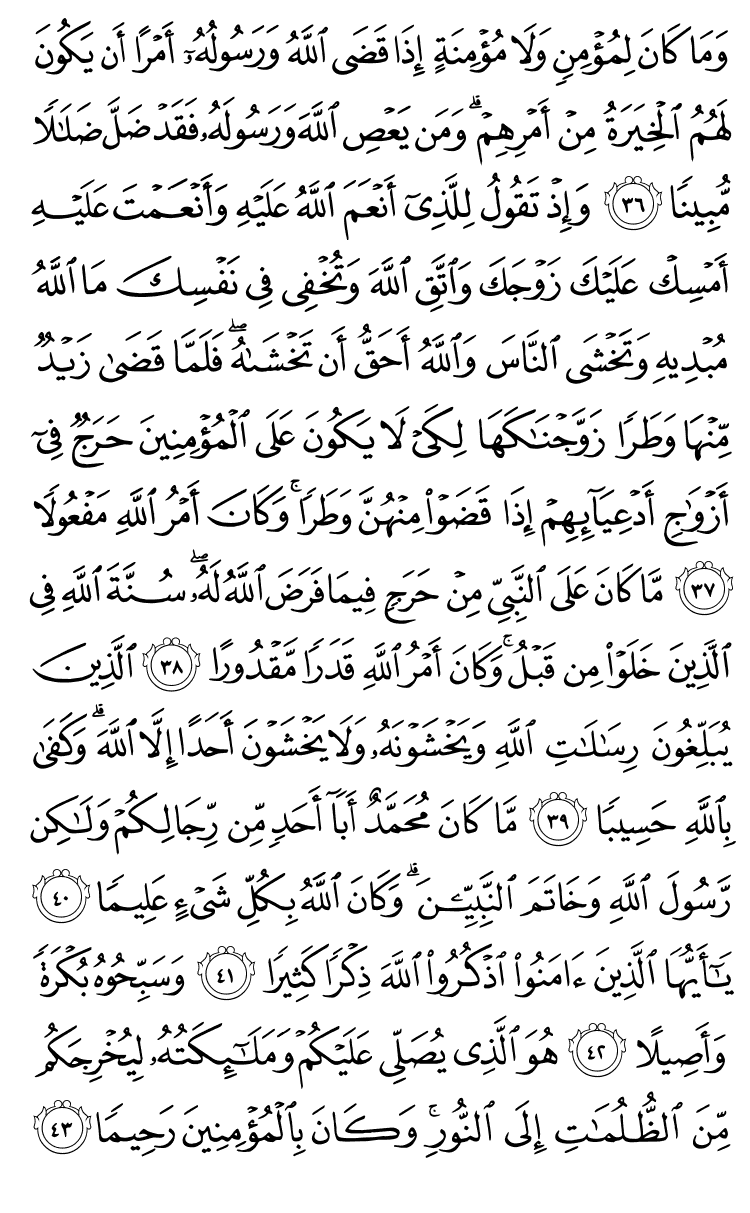 وَمَا كَانَ لِمُؤْمِنٍ وَلَا مُؤْمِنَةٍ إِذَا قَضَى ٱللَّهُ وَرَسُولُهُۥٓ أَمْرًا أَن يَكُونَ
لَهُمُ ٱلْخِيَرَةُ مِنْ أَمْرِهِمْ ۗ وَمَن يَعْصِ ٱللَّهَ وَرَسُولَهُۥ فَقَدْ ضَلَّ ضَلَٰلًا
مُّبِينًا ٣٦ وَإِذْ تَقُولُ لِلَّذِىٓ أَنْعَمَ ٱللَّهُ عَلَيْهِ وَأَنْعَمْتَ عَلَيْهِ
أَمْسِكْ عَلَيْكَ زَوْجَكَ وَٱتَّقِ ٱللَّهَ وَتُخْفِى فِى نَفْسِكَ مَا ٱللَّهُ
مُبْدِيهِ وَتَخْشَى ٱلنَّاسَ وَٱللَّهُ أَحَقُّ أَن تَخْشَىٰهُ ۖ فَلَمَّا قَضَىٰ زَيْدٌ
مِّنْهَا وَطَرًا زَوَّجْنَٰكَهَا لِكَىْ لَا يَكُونَ عَلَى ٱلْمُؤْمِنِينَ حَرَجٌ فِىٓ
أَزْوَٰجِ أَدْعِيَآئِهِمْ إِذَا قَضَوْا۟ مِنْهُنَّ وَطَرًا ۚ وَكَانَ أَمْرُ ٱللَّهِ مَفْعُولًا
٣٧ مَّا كَانَ عَلَى ٱلنَّبِىِّ مِنْ حَرَجٍ فِيمَا فَرَضَ ٱللَّهُ لَهُۥ ۖ سُنَّةَ ٱللَّهِ فِى
ٱلَّذِينَ خَلَوْا۟ مِن قَبْلُ ۚ وَكَانَ أَمْرُ ٱللَّهِ قَدَرًا مَّقْدُورًا ٣٨ ٱلَّذِينَ
يُبَلِّغُونَ رِسَٰلَٰتِ ٱللَّهِ وَيَخْشَوْنَهُۥ وَلَا يَخْشَوْنَ أَحَدًا إِلَّا ٱللَّهَ ۗ وَكَفَىٰ
بِٱللَّهِ حَسِيبًا ٣٩ مَّا كَانَ مُحَمَّدٌ أَبَآ أَحَدٍ مِّن رِّجَالِكُمْ وَلَٰكِن
رَّسُولَ ٱللَّهِ وَخَاتَمَ ٱلنَّبِيِّۦنَ ۗ وَكَانَ ٱللَّهُ بِكُلِّ شَىْءٍ عَلِيمًا ٤٠
يَٰٓأَيُّهَا ٱلَّذِينَ ءَامَنُوا۟ ٱذْكُرُوا۟ ٱللَّهَ ذِكْرًا كَثِيرًا ٤١ وَسَبِّحُوهُ بُكْرَةً
وَأَصِيلًا ٤٢ هُوَ ٱلَّذِى يُصَلِّى عَلَيْكُمْ وَمَلَٰٓئِكَتُهُۥ لِيُخْرِجَكُم
مِّنَ ٱلظُّلُمَٰتِ إِلَى ٱلنُّورِ ۚ وَكَانَ بِٱلْمُؤْمِنِينَ رَحِيمًا ٤٣